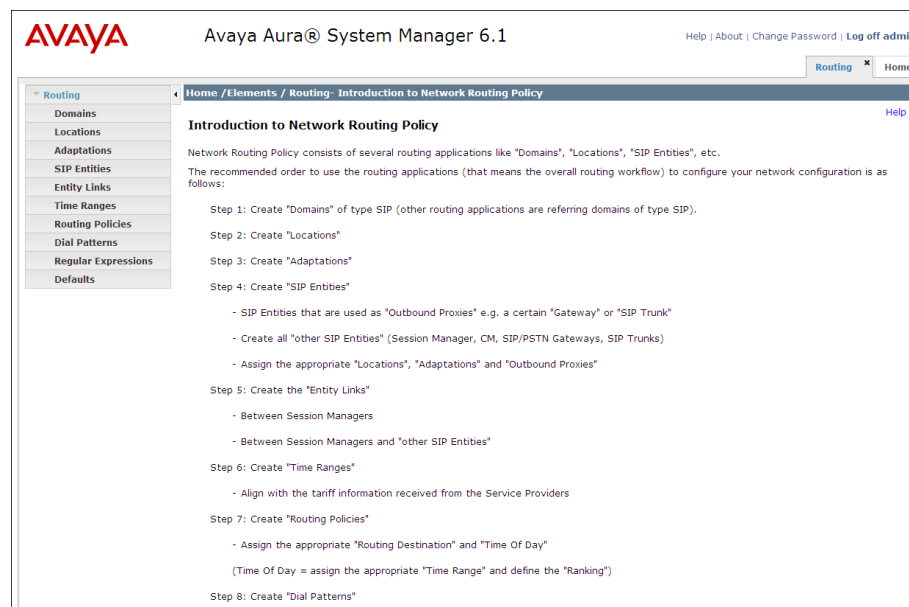 AVAYA
Avaya Aura® System Manager 6.1
Help | About | Change Password | Log off admi
Routing ×
Home
Routing
Domains
Locations
Adaptations
SIP Entities
Entity Links
Time Ranges
Routing Policies
Dial Patterns
Regular Expressions
Defaults
Home /Elements / Routing- Introduction to Network Routing Policy
Help
Introduction to Network Routing Policy
Network Routing Policy consists of several routing applications like "Domains", "Locations", "SIP Entities", etc.
The recommended order to use the routing applications (that means the overall routing workflow) to configure your network configuration is as
follows:
Step 1: Create "Domains" of type SIP (other routing applications are referring domains of type SIP).
Step 2: Create "Locations"
Step 3: Create "Adaptations"
Step 4: Create "SIP Entities"
- SIP Entities that are used as "Outbound Proxies" e.g. a certain "Gateway" or "SIP Trunk"
- Create all "other SIP Entities" (Session Manager, CM, SIP/PSTN Gateways, SIP Trunks)
- Assign the appropriate "Locations", "Adaptations" and "Outbound Proxies"
Step 5: Create the "Entity Links"
- Between Session Managers
- Between Session Managers and "other SIP Entities"
Step 6: Create "Time Ranges"
- Align with the tariff information received from the Service Providers
Step 7: Create "Routing Policies"
- Assign the appropriate "Routing Destination" and "Time Of Day"
(Time Of Day = assign the appropriate "Time Range" and define the "Ranking")
Step 8: Create "Dial Patterns"